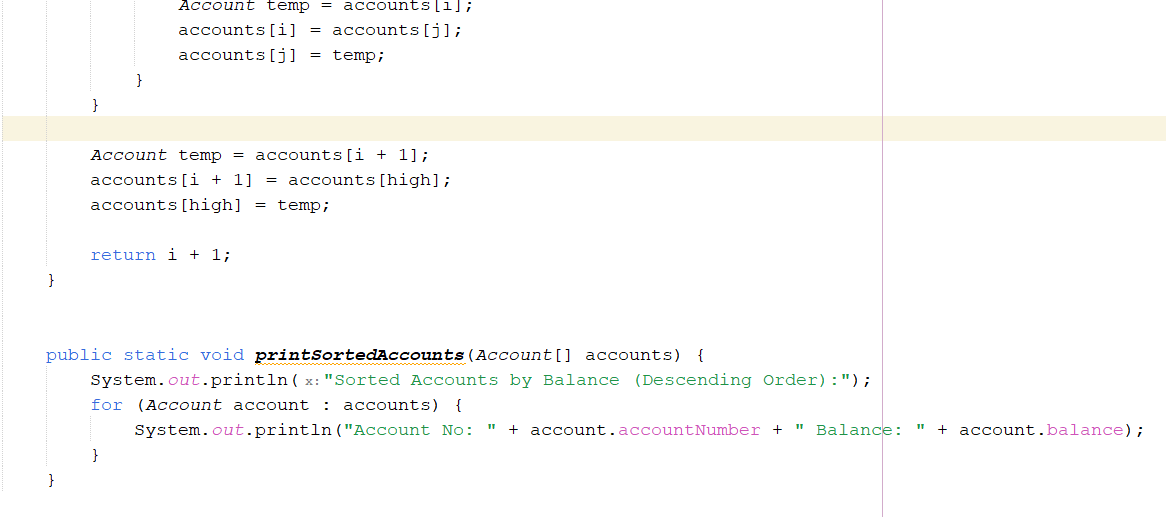 Account temp = accounts[i];
accounts[i] = accounts[j];
accounts[j] = temp;
}
}
Account temp = accounts[i + 1];
accounts[i + 1] = accounts[high];
accounts[high] = temp;
return i + 1;
}
public static void printSortedAccounts(Account[] accounts) {
System.out.println( x: "Sorted Accounts by Balance (Descending Order):");
for (Account account : accounts) {
System.out.println("Account No: " + account.accountNumber + " Balance: " + account.balance);
}
}